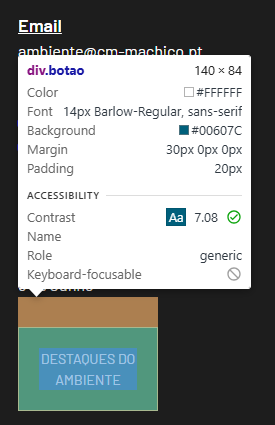 Email
ambiente@cm-machico.pt
div.botao 140 × 84
Color #FFFFFF
Font 14px Barlow-Regular, sans-serif
Background #00607C
Margin 30px 0px 0px
Padding 20px
ACCESSIBILITY
Contrast Aa 7.08
Name
Role generic
Keyboard-focusable
DESTAQUES DO
AMBIENTE